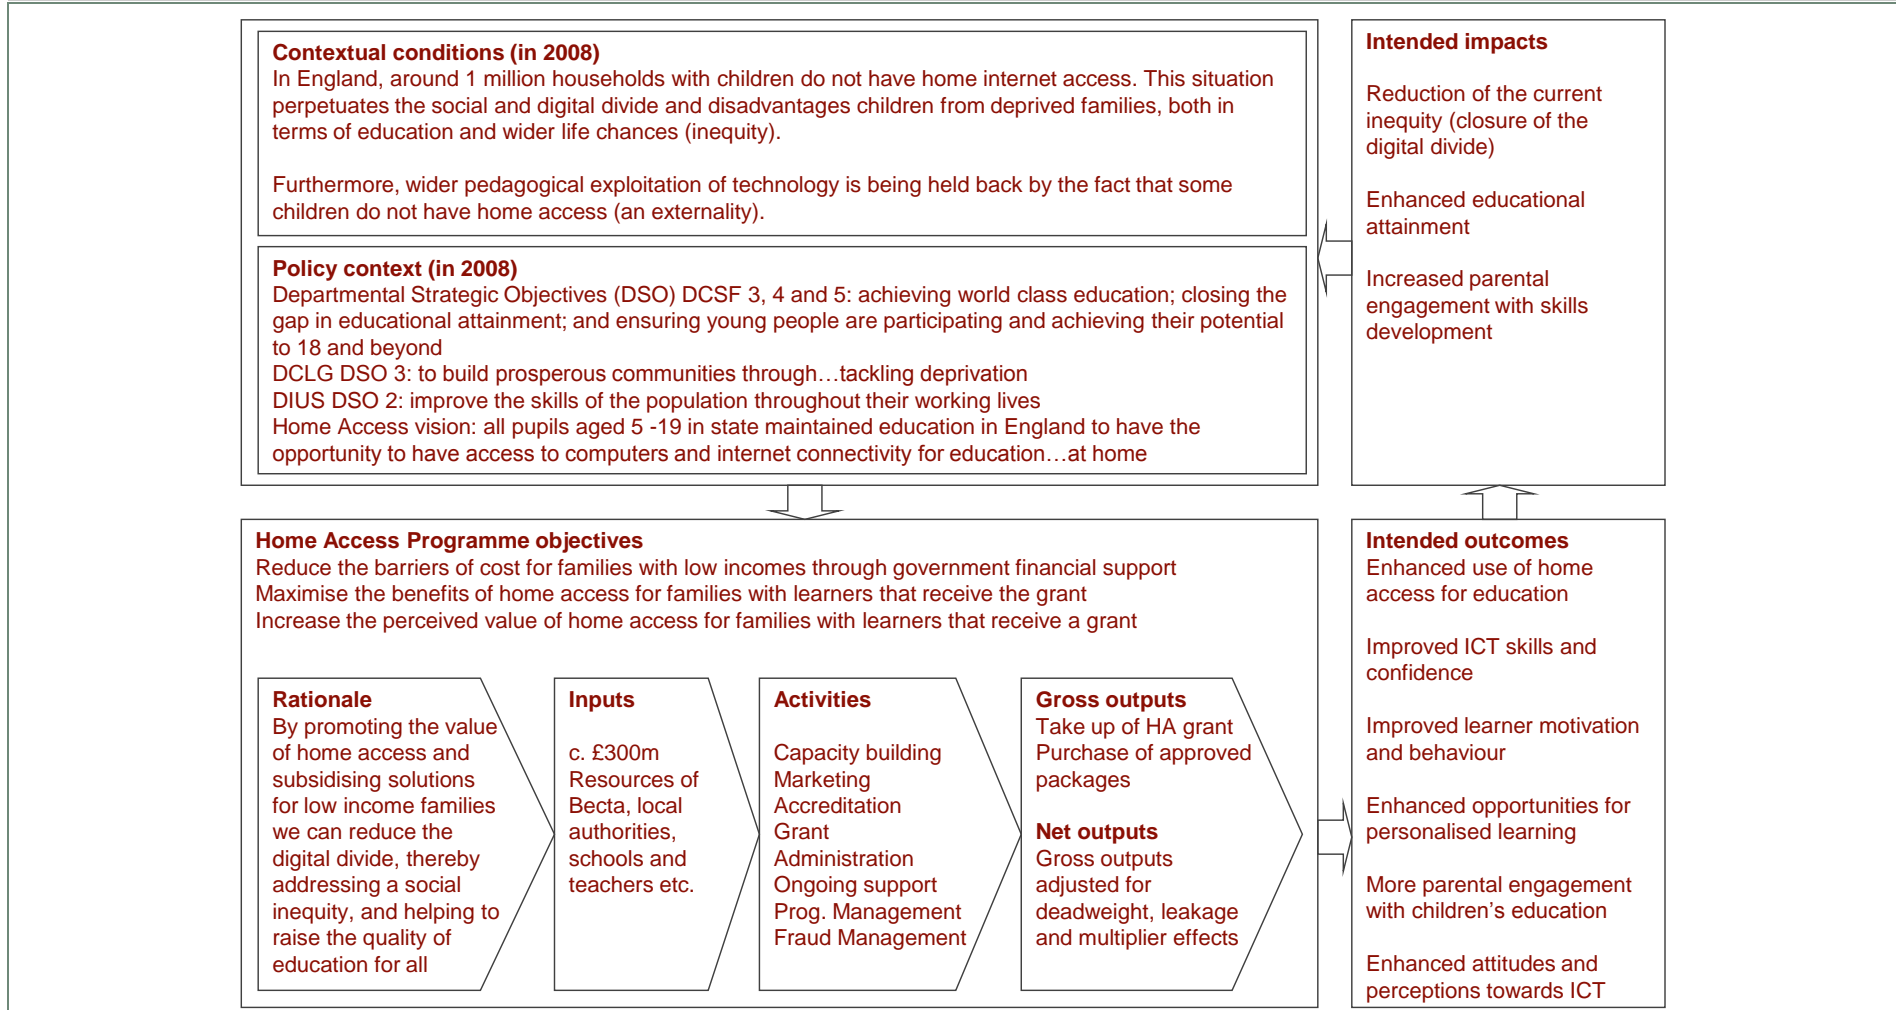 Contextual conditions (in 2008)
In England, around 1 million households with children do not have home internet access. This situation
perpetuates the social and digital divide and disadvantages children from deprived families, both in
terms of education and wider life chances (inequity).
Furthermore, wider pedagogical exploitation of technology is being held back by the fact that some
children do not have home access (an externality).
Policy context (in 2008)
Departmental Strategic Objectives (DSO) DCSF 3, 4 and 5: achieving world class education; closing the
gap in educational attainment; and ensuring young people are participating and achieving their potential
to 18 and beyond
DCLG DSO 3: to build prosperous communities through…tackling deprivation
DIUS DSO 2: improve the skills of the population throughout their working lives
Home Access vision: all pupils aged 5 -19 in state maintained education in England to have the
opportunity to have access to computers and internet connectivity for education…at home
Intended impacts
Reduction of the current
inequity (closure of the
digital divide)
Enhanced educational
attainment
Increased parental
engagement with skills
development
Home Access Programme objectives
Reduce the barriers of cost for families with low incomes through government financial support
Maximise the benefits of home access for families with learners that receive the grant
Increase the perceived value of home access for families with learners that receive a grant
Rationale
By promoting the value
of home access and
subsidising solutions
for low income families
we can reduce the
digital divide, thereby
addressing a social
inequity, and helping to
raise the quality of
education for all
Inputs
c. £300m
Resources of
Becta, local
authorities,
schools and
teachers etc.
Activities
Capacity building
Marketing
Accreditation
Grant
Administration
Ongoing support
Prog. Management
Fraud Management
Gross outputs
Take up of HA grant
Purchase of approved
packages
Net outputs
Gross outputs
adjusted for
deadweight, leakage
and multiplier effects
Intended outcomes
Enhanced use of home
access for education
Improved ICT skills and
confidence
Improved learner motivation
and behaviour
Enhanced opportunities for
personalised learning
More parental engagement
with children's education
Enhanced attitudes and
perceptions towards ICT